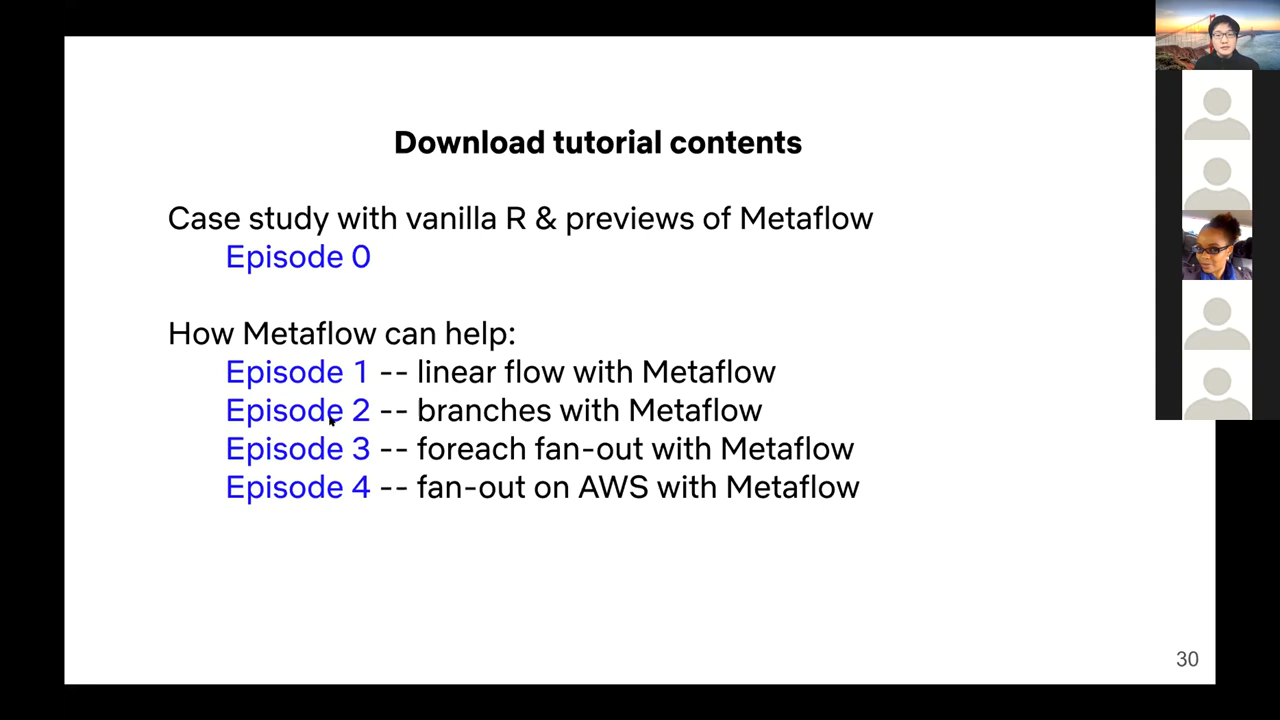 Download tutorial contents
Case study with vanilla R & previews of Metaflow
Episode 0
How Metaflow can help:
Episode 1 -- linear flow with Metaflow
Episode 2 -- branches with Metaflow
Episode 3 -- foreach fan-out with Metaflow
Episode 4 -- fan-out on AWS with Metaflow
30